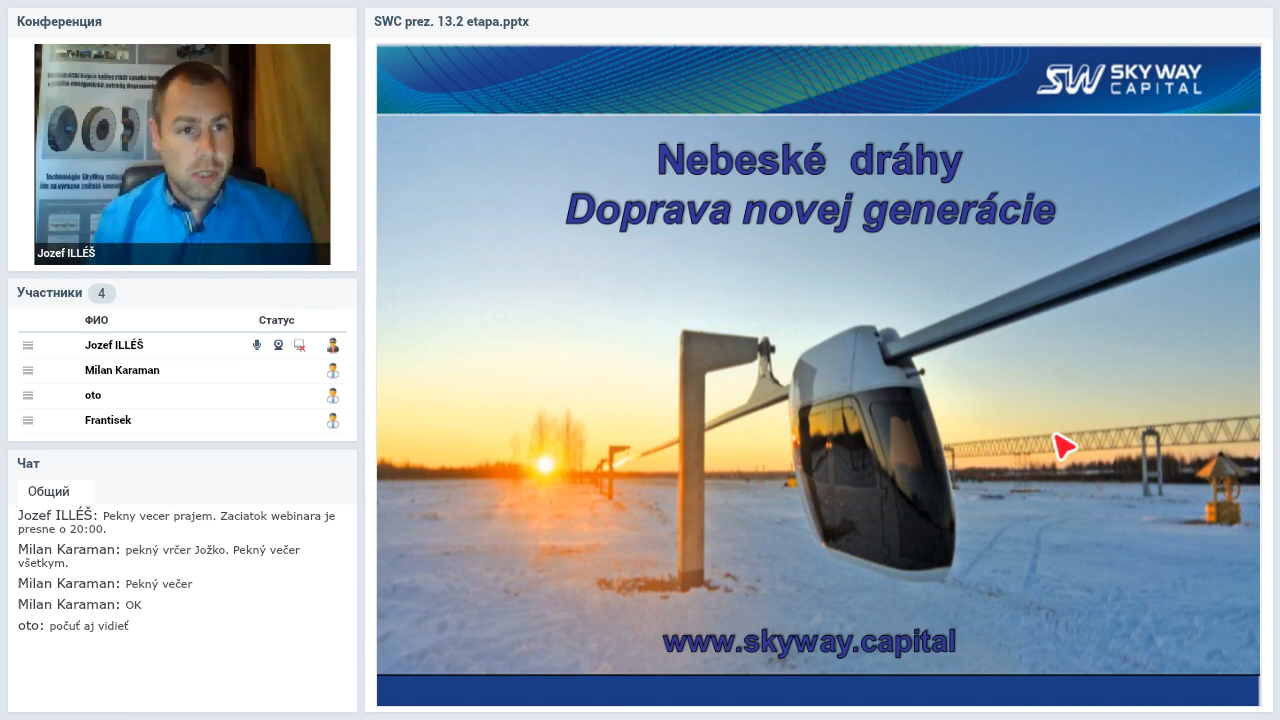 Конференция
Jozef ILLÉŠ
Участники 4
ФИО Статус
Jozef ILLÉŠ
Milan Karaman
oto
Frantisek
Чат
Общий
Jozef ILLÉŠ: Pekny vecer prajem. Zaciatok webinara je
presne o 20:00.
Milan Karaman: pekný vrčer Jožko. Pekný večer
všetkym.
Milan Karaman: Pekný večer
Milan Karaman: OK
oto: počuť aj vidieť
SWC prez. 13.2 etapa.pptx
SW SKY WAY
CAPITAL
Nebeské dráhy
Doprava novej generácie
www.skyway.capital